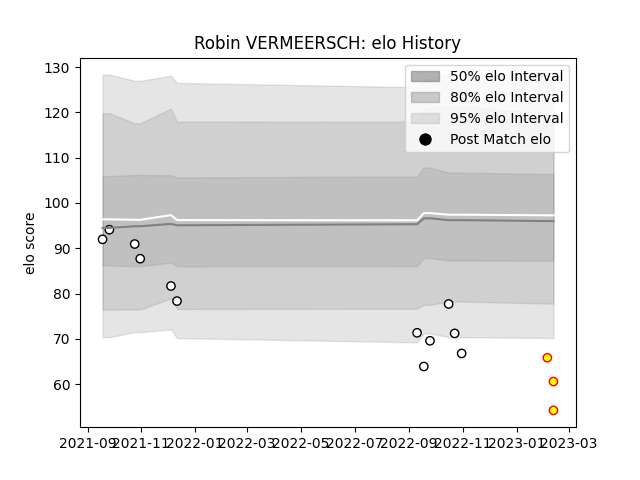 Robin VERMEERSCH: elo History
50% elo Interval
80% elo Interval
95% elo Interval
Post Match elo
elo score
130
120
110
100
90
80
70
60
2021-09 2021-11 2022-01 2022-03 2022-05 2022-07 2022-09 2022-11 2023-01 2023-03